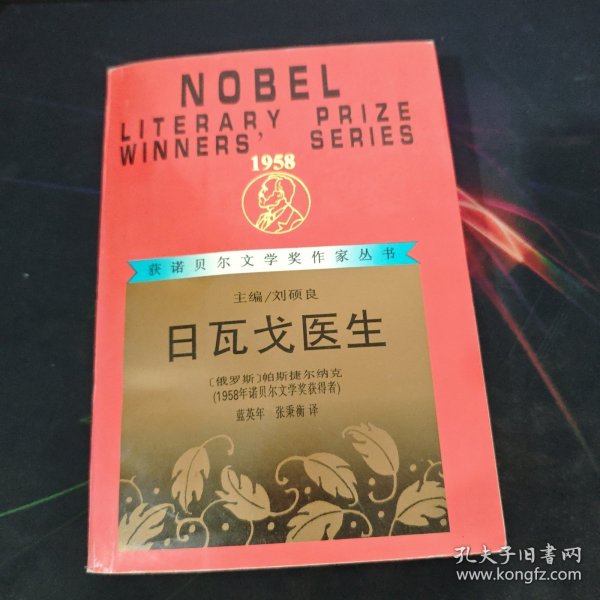 NOBEL
LITERARY PRIZE
WINNERS' SERIES
1958
获诺贝尔文学奖作家丛书
主编/刘硕良
日瓦戈医生
〔俄罗斯〕帕斯捷尔纳克
(1958年诺贝尔文学奖获得者)
蓝英年 张秉衡 译
孔夫子旧书网
www.kongfz.com